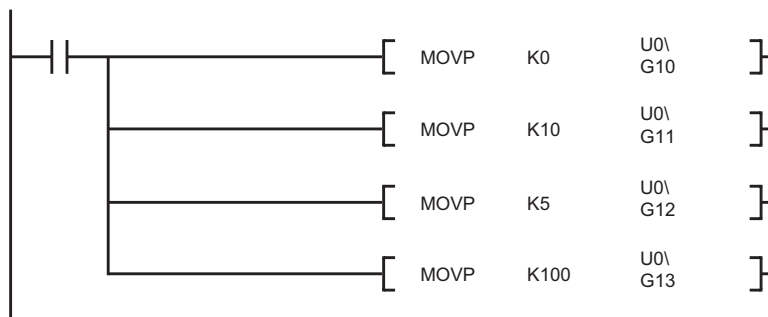 MOVP K0 U0\
G10
MOVP K10 U0\
G11
MOVP K5 U0\
G12
MOVP K100 U0\
G13